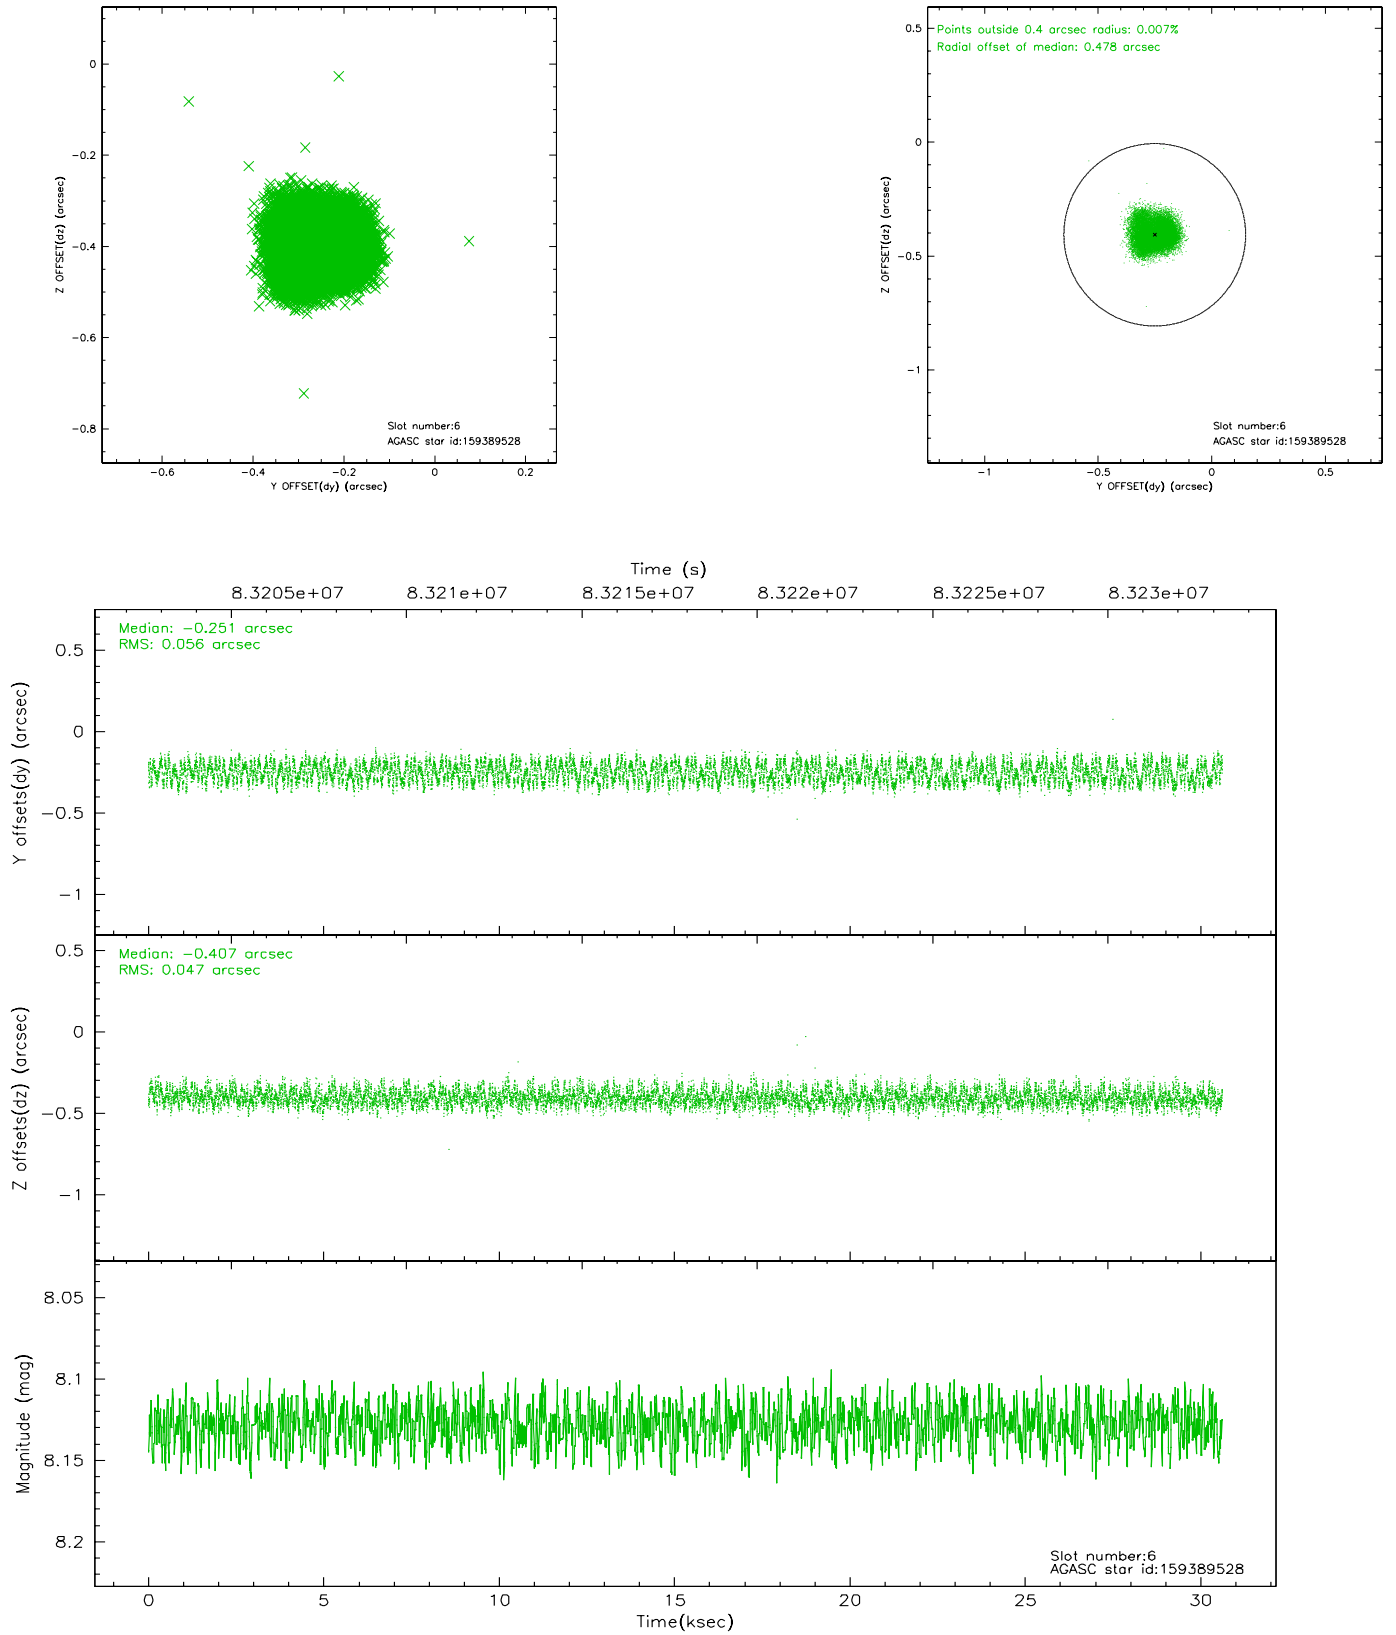 0
−0.2
−0.4
−0.6
−0.8
Z OFFSET(dz) (arcsec)
Slot number:6
AGASC star id:159389528
−0.6 −0.4 −0.2 0 0.2
Y OFFSET(dy) (arcsec)
Points outside 0.4 arcsec radius: 0.007%
Radial offset of median: 0.478 arcsec
0.5
0
−0.5
−1
Z OFFSET(dz) (arcsec)
Slot number:6
AGASC star id:159389528
−1 −0.5 0 0.5
Y OFFSET(dy) (arcsec)
Time (s)
8.3205e+07 8.321e+07 8.3215e+07 8.322e+07 8.3225e+07 8.323e+07
Median: −0.251 arcsec
RMS: 0.056 arcsec
0.5
0
−0.5
−1
Y offsets(dy) (arcsec)
Median: −0.407 arcsec
RMS: 0.047 arcsec
0.5
0
−0.5
−1
Z offsets(dz) (arcsec)
8.05
8.1
8.15
8.2
Magnitude (mag)
Slot number:6
AGASC star id:159389528
0 5 10 15 20 25 30
Time(ksec)